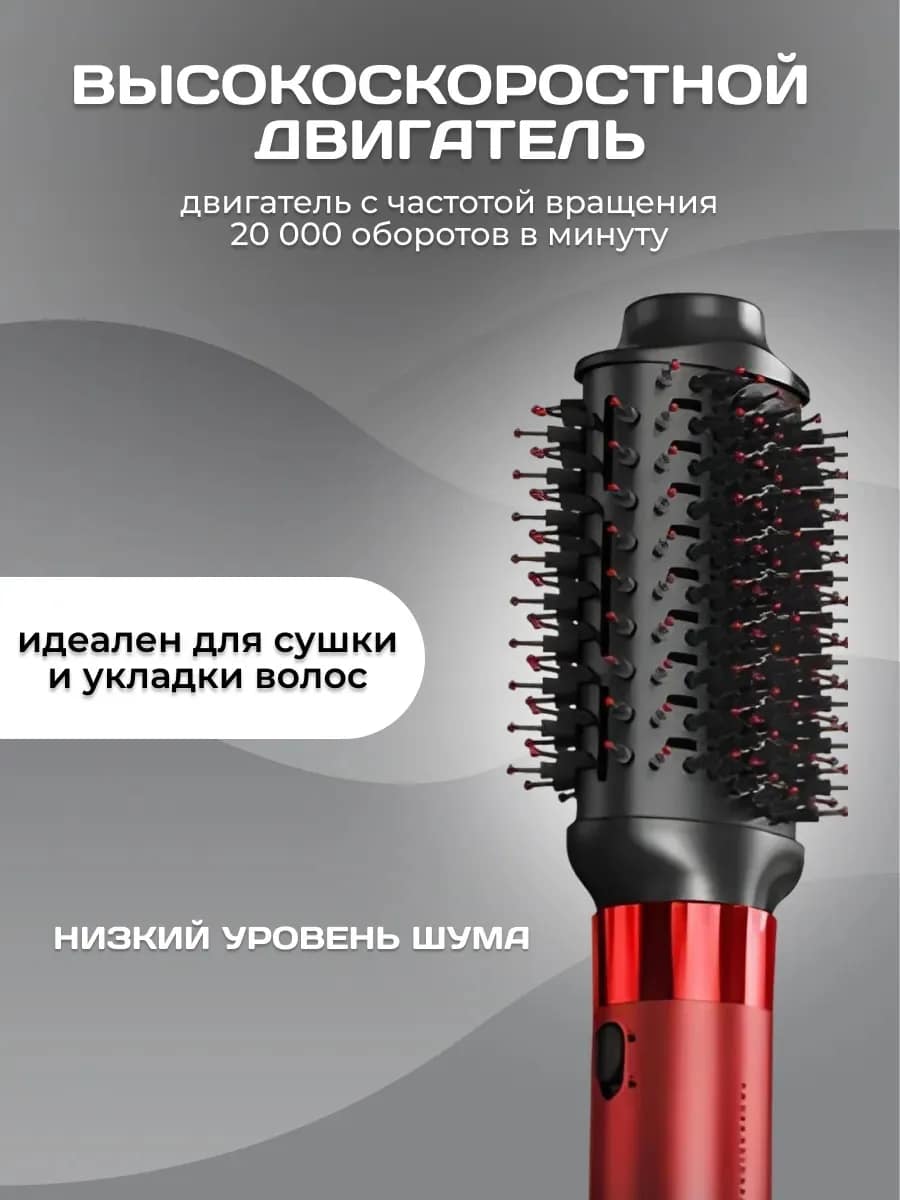 ВЫСОКОСКОРОСТНОЙ
ДВИГАТЕЛЬ
двигатель с частотой вращения
20 000 оборотов в минуту
идеален для сушки
и укладки волос
НИЗКИЙ УРОВЕНЬ ШУМА